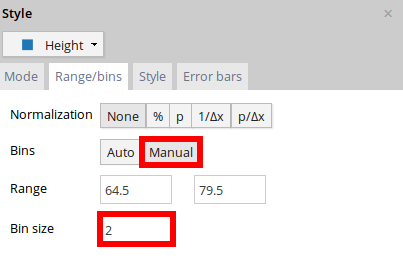 Style ×
Height
Mode Range/bins Style Error bars
Normalization None % p 1/Δx p/Δx
Bins Auto Manual
Range 64.5 79.5
Bin size 2